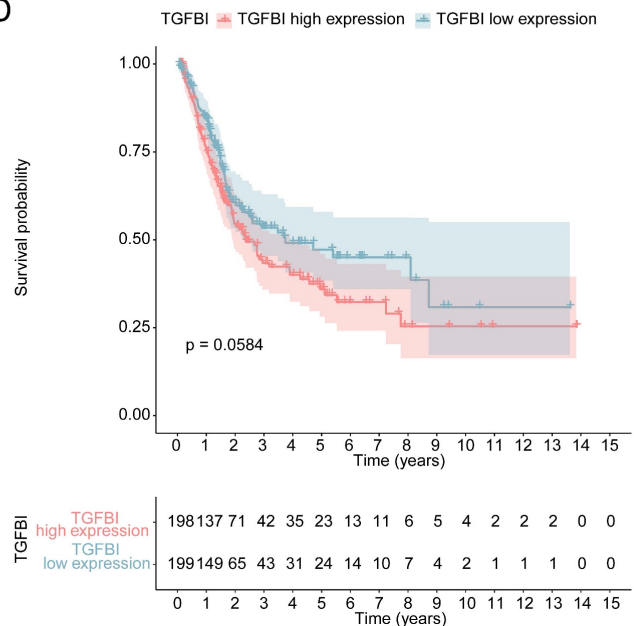 D
TGFBI TGFBI high expression TGFBI low expression
Survival probability
1.00
0.75
0.50
0.25
0.00
p = 0.0584
0 1 2 3 4 5 6 7 8 9 10 11 12 13 14 15
Time (years)
TGFBI
TGFBI
high expression
198 137 71 42 35 23 13 11 6 5 4 2 2 2 0 0
TGFBI
low expression
199 149 65 43 31 24 14 10 7 4 2 1 1 1 0 0
0 1 2 3 4 5 6 7 8 9 10 11 12 13 14 15
Time (years)